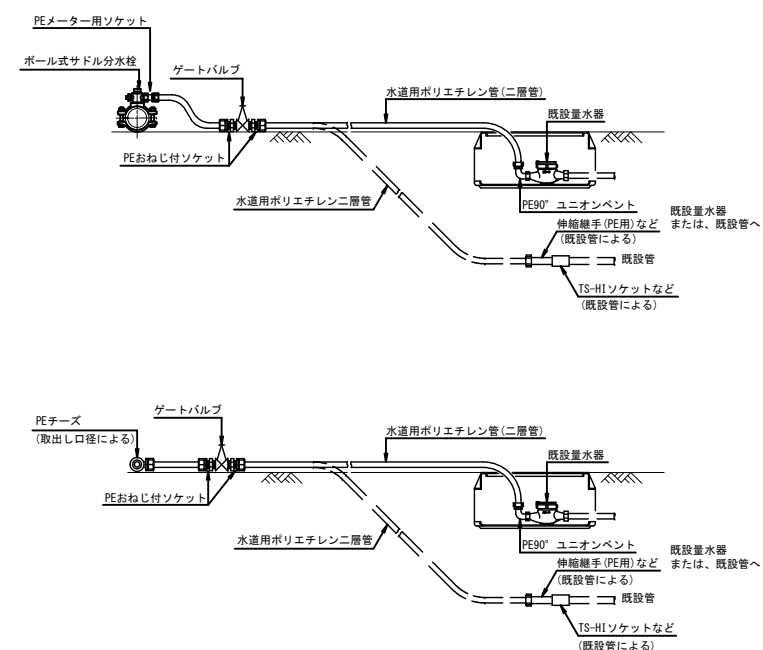 PEメーター用ソケット
ボール式サドル分水栓
ゲートバルブ
水道用ポリエチレン管(二層管)
既設量水器
PEおねじ付ソケット
水道用ポリエチレン二層管
PE90° ユニオンベント
伸縮継手(PE用)など
(既設管による)
既設量水器
または、既設管へ
既設管
TS-HIソケットなど
(既設管による)
PEチーズ
(取出し口径による)
ゲートバルブ
水道用ポリエチレン管(二層管)
既設量水器
PEおねじ付ソケット
水道用ポリエチレン二層管
PE90° ユニオンベント
伸縮継手(PE用)など
(既設管による)
既設量水器
または、既設管へ
既設管
TS-HIソケットなど
(既設管による)